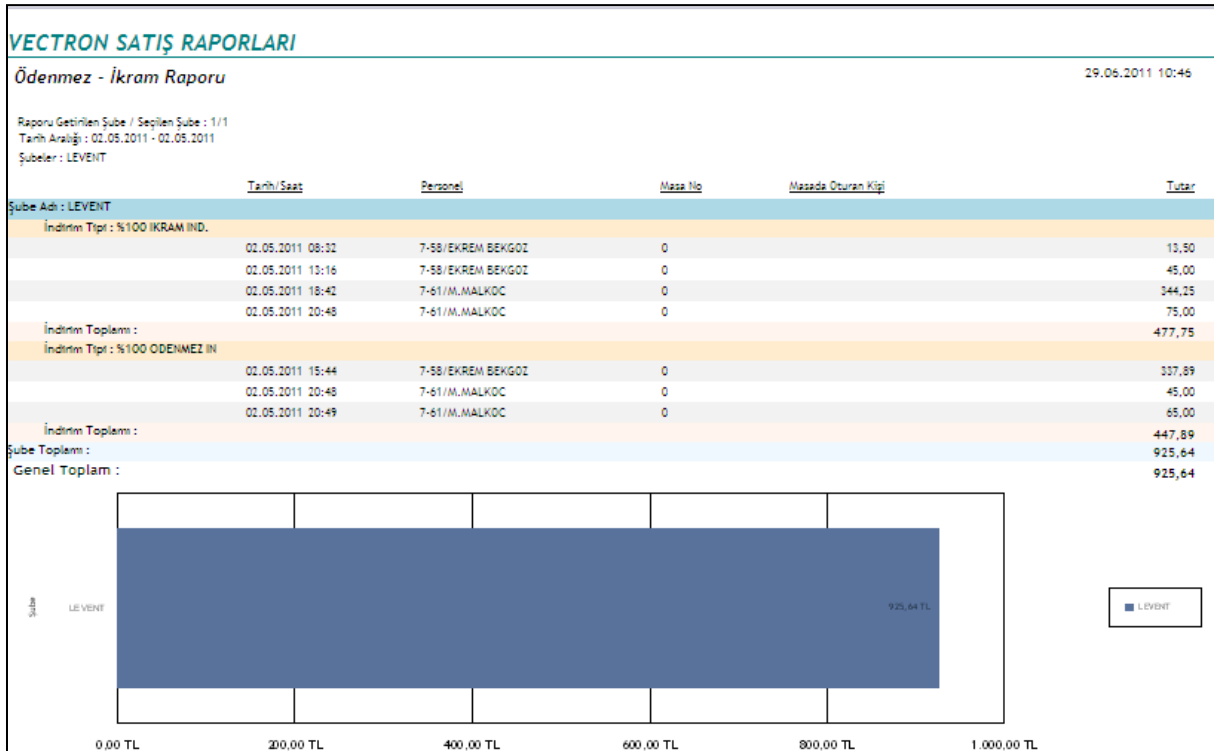 VECTRON SATIŞ RAPORLARI
Ödenmez - İkram Raporu 29.06.2011 10:46
Raporu Getirilen Şube / Seçilen Şube : 1/1
Tarih Aralığı : 02.05.2011 - 02.05.2011
Şubeler : LEVENT
Tarih/Saat Personel Masa No Masada Oturan Kişi Tutar
Şube Adı : LEVENT
İndirim Tipi : %100 IKRAM IND.
02.05.2011 08:32 7-58/EKREM BEKGOZ 0 13,50
02.05.2011 13:16 7-58/EKREM BEKGOZ 0 45,00
02.05.2011 18:42 7-61/M.MALKOC 0 344,25
02.05.2011 20:48 7-61/M.MALKOC 0 75,00
İndirim Toplamı : 477,75
İndirim Tipi : %100 ODENMEZ IN
02.05.2011 15:44 7-58/EKREM BEKGOZ 0 337,89
02.05.2011 20:48 7-61/M.MALKOC 0 45,00
02.05.2011 20:49 7-61/M.MALKOC 0 65,00
İndirim Toplamı : 447,89
Şube Toplamı : 925,64
Genel Toplam : 925,64
Şube LEVENT 925,64 TL LEVENT
0,00 TL 200,00 TL 400,00 TL 600,00 TL 800,00 TL 1.000,00 TL